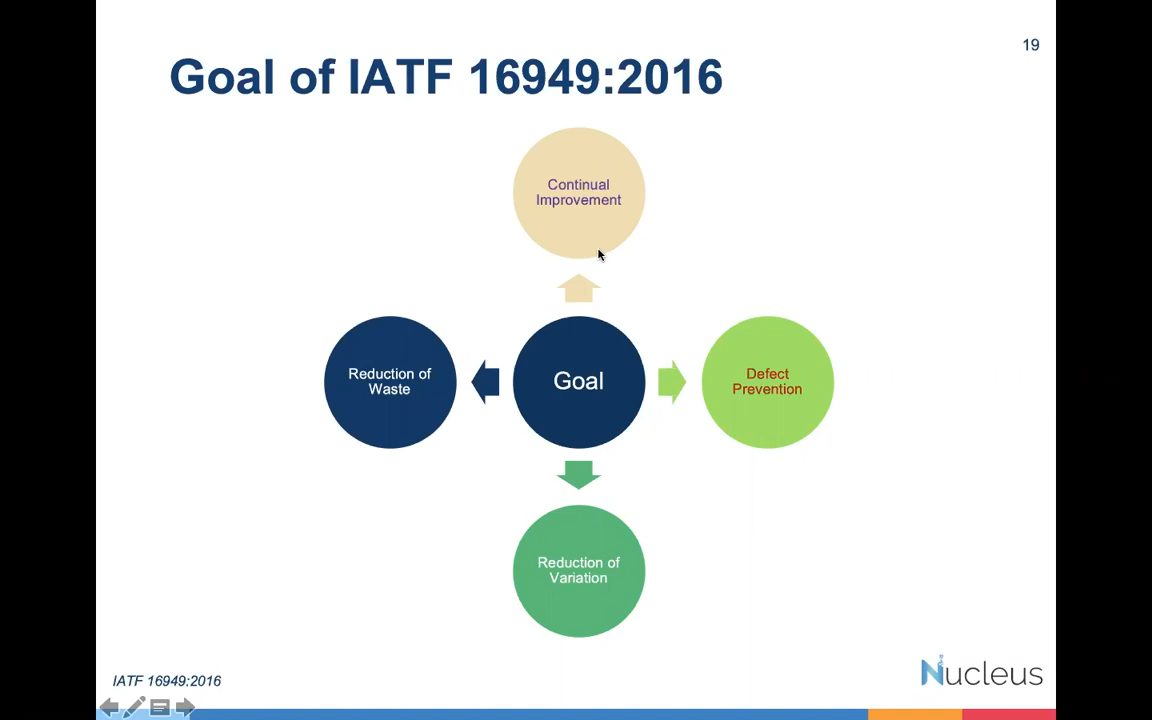 19
Goal of IATF 16949:2016
Continual
Improvement
Reduction of
Waste
Goal
Defect
Prevention
Reduction of
Variation
IATF 16949:2016
Nucleus